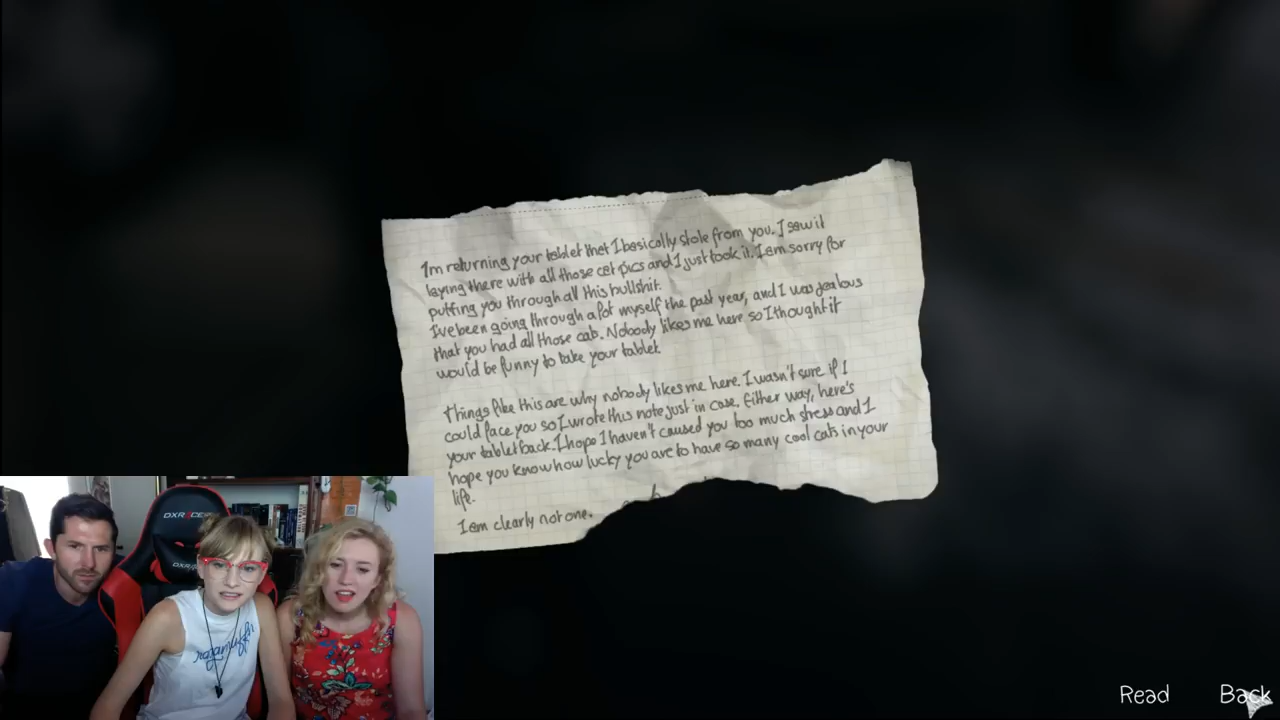 Im returning your tablet that I basically stole from you. I saw it
laying there with all those cat pics and I just took it. I am sorry for
putting you through all this bullshit.
I've been going through a lot myself the past year, and I was jealous
that you had all those cats. Nobody likes me here so I thought it
would be funny to take your tablet.
Things like this are why nobody likes me here. I wasn't sure if I
could face you so I wrote this note just in case. Either way, here's
your tablet back. I hope I haven't caused you too much stress and I
hope you know how lucky you are to have so many cool cats in your
life.
I am clearly not one.
DXRACER
Read
Back